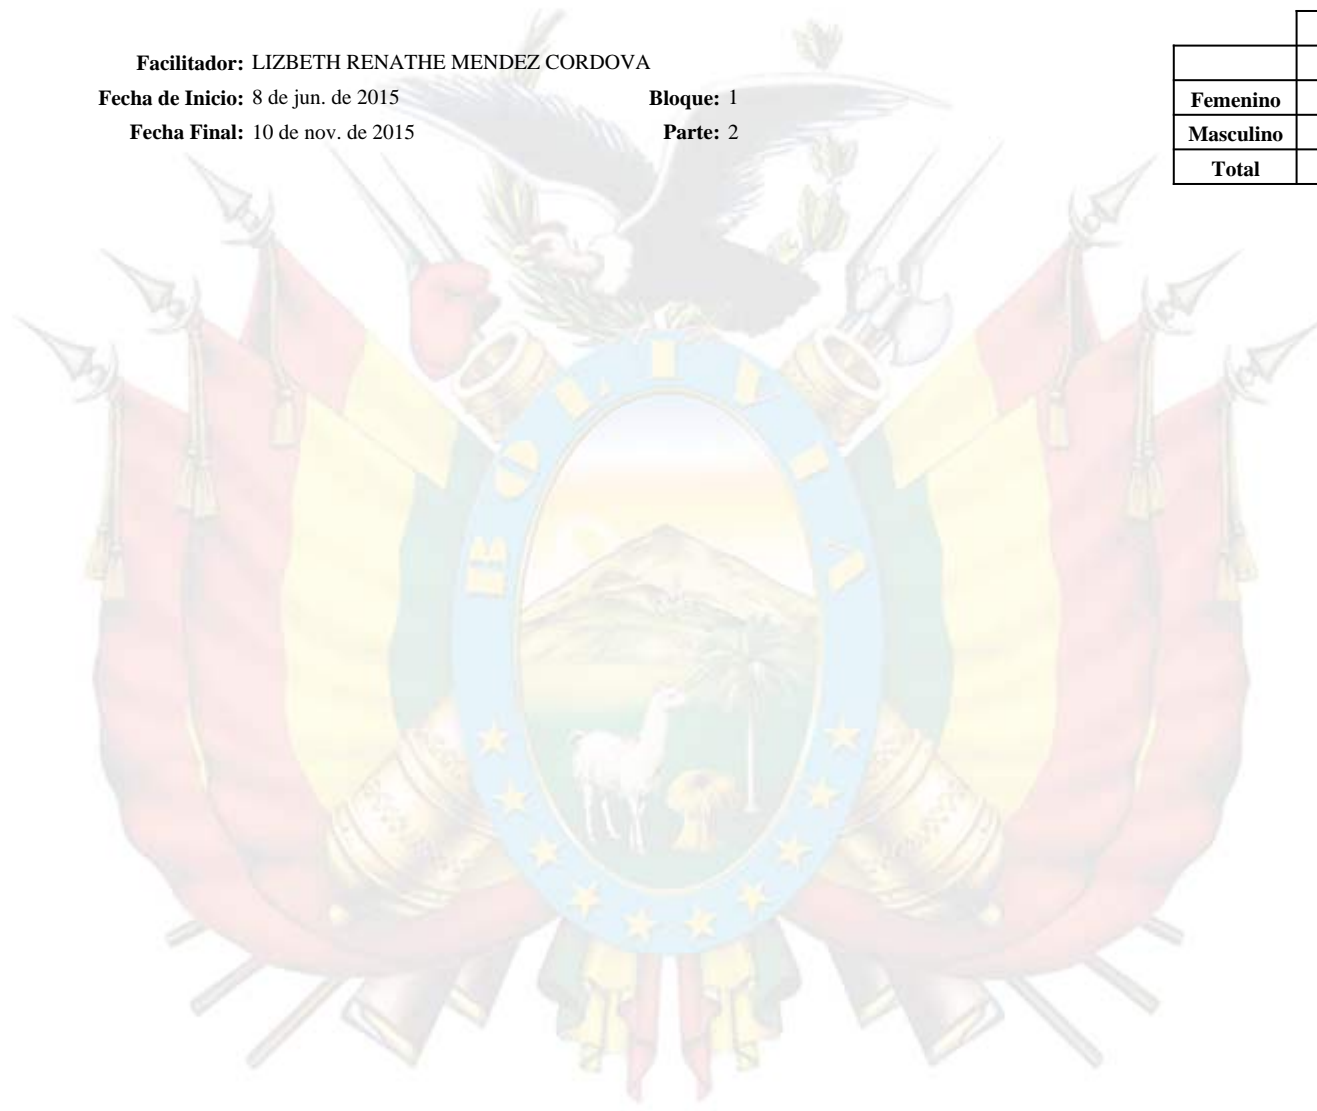 Facilitador: LIZBETH RENATHE MENDEZ CORDOVA
Fecha de Inicio: 8 de jun. de 2015 Bloque: 1
Fecha Final: 10 de nov. de 2015 Parte: 2
Femenino
Masculino
Total
BOLIVIA